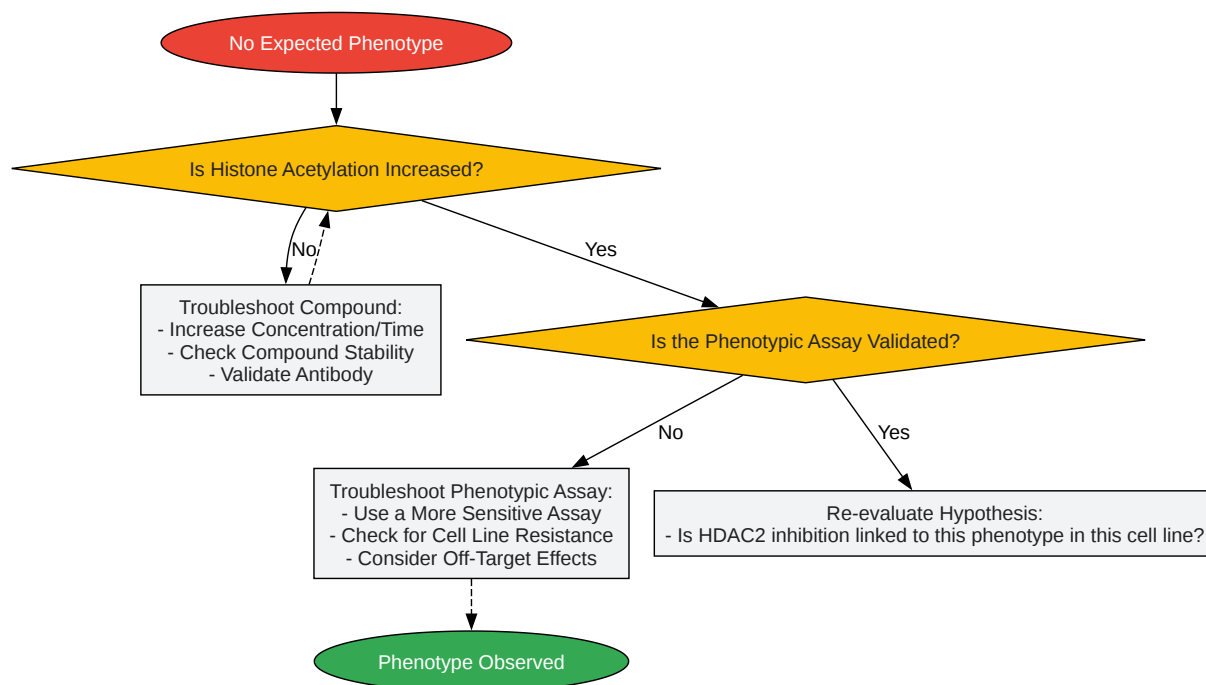 No Expected Phenotype
Is Histone Acetylation Increased?
No
Yes
Troubleshoot Compound:
- Increase Concentration/Time
- Check Compound Stability
- Validate Antibody
Is the Phenotypic Assay Validated?
No
Yes
Troubleshoot Phenotypic Assay:
- Use a More Sensitive Assay
- Check for Cell Line Resistance
- Consider Off-Target Effects
Re-evaluate Hypothesis:
- Is HDAC2 inhibition linked to this phenotype in this cell line?
Phenotype Observed